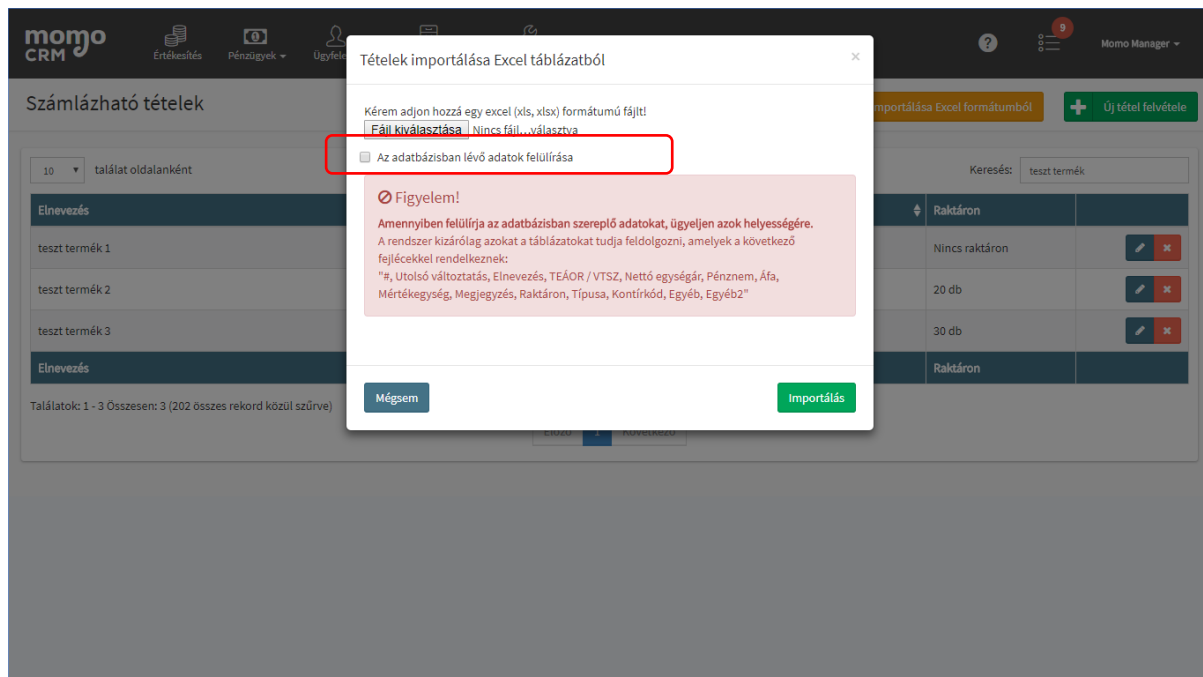 momo
CRM
Értékesítés
Pénzügyek
Ügyfele
9
?
Momo Manager
Számlázható tételek
mportálása Excel formátumból
Új tétel felvétele
Tételek importálása Excel táblázatból
×
Kérem adjon hozzá egy excel (xls, xlsx) formátumú fájlt!
Fájl kiválasztása Nincs fájl…választva
Az adatbázisban lévő adatok felülírása
Figyelem!
Amennyiben felülírja az adatbázisban szereplő adatokat, ügyeljen azok helyességére.
A rendszer kizárólag azokat a táblázatokat tudja feldolgozni, amelyek a következő
fejlécekkel rendelkeznek:
"#, Utolsó változtatás, Elnevezés, TEÁOR / VTSZ, Nettó egységár, Pénznem, Áfa,
Mértékegység, Megjegyzés, Raktáron, Típusa, Kontírkód, Egyéb, Egyéb2"
Mégsem
Importálás
10 találat oldalanként
Keresés: teszt termék
Elnevezés Raktáron
teszt termék 1 Nincs raktáron
teszt termék 2 20 db
teszt termék 3 30 db
Elnevezés Raktáron
Találatok: 1 - 3 Összesen: 3 (202 összes rekord közül szűrve)
Előző 1 Következő